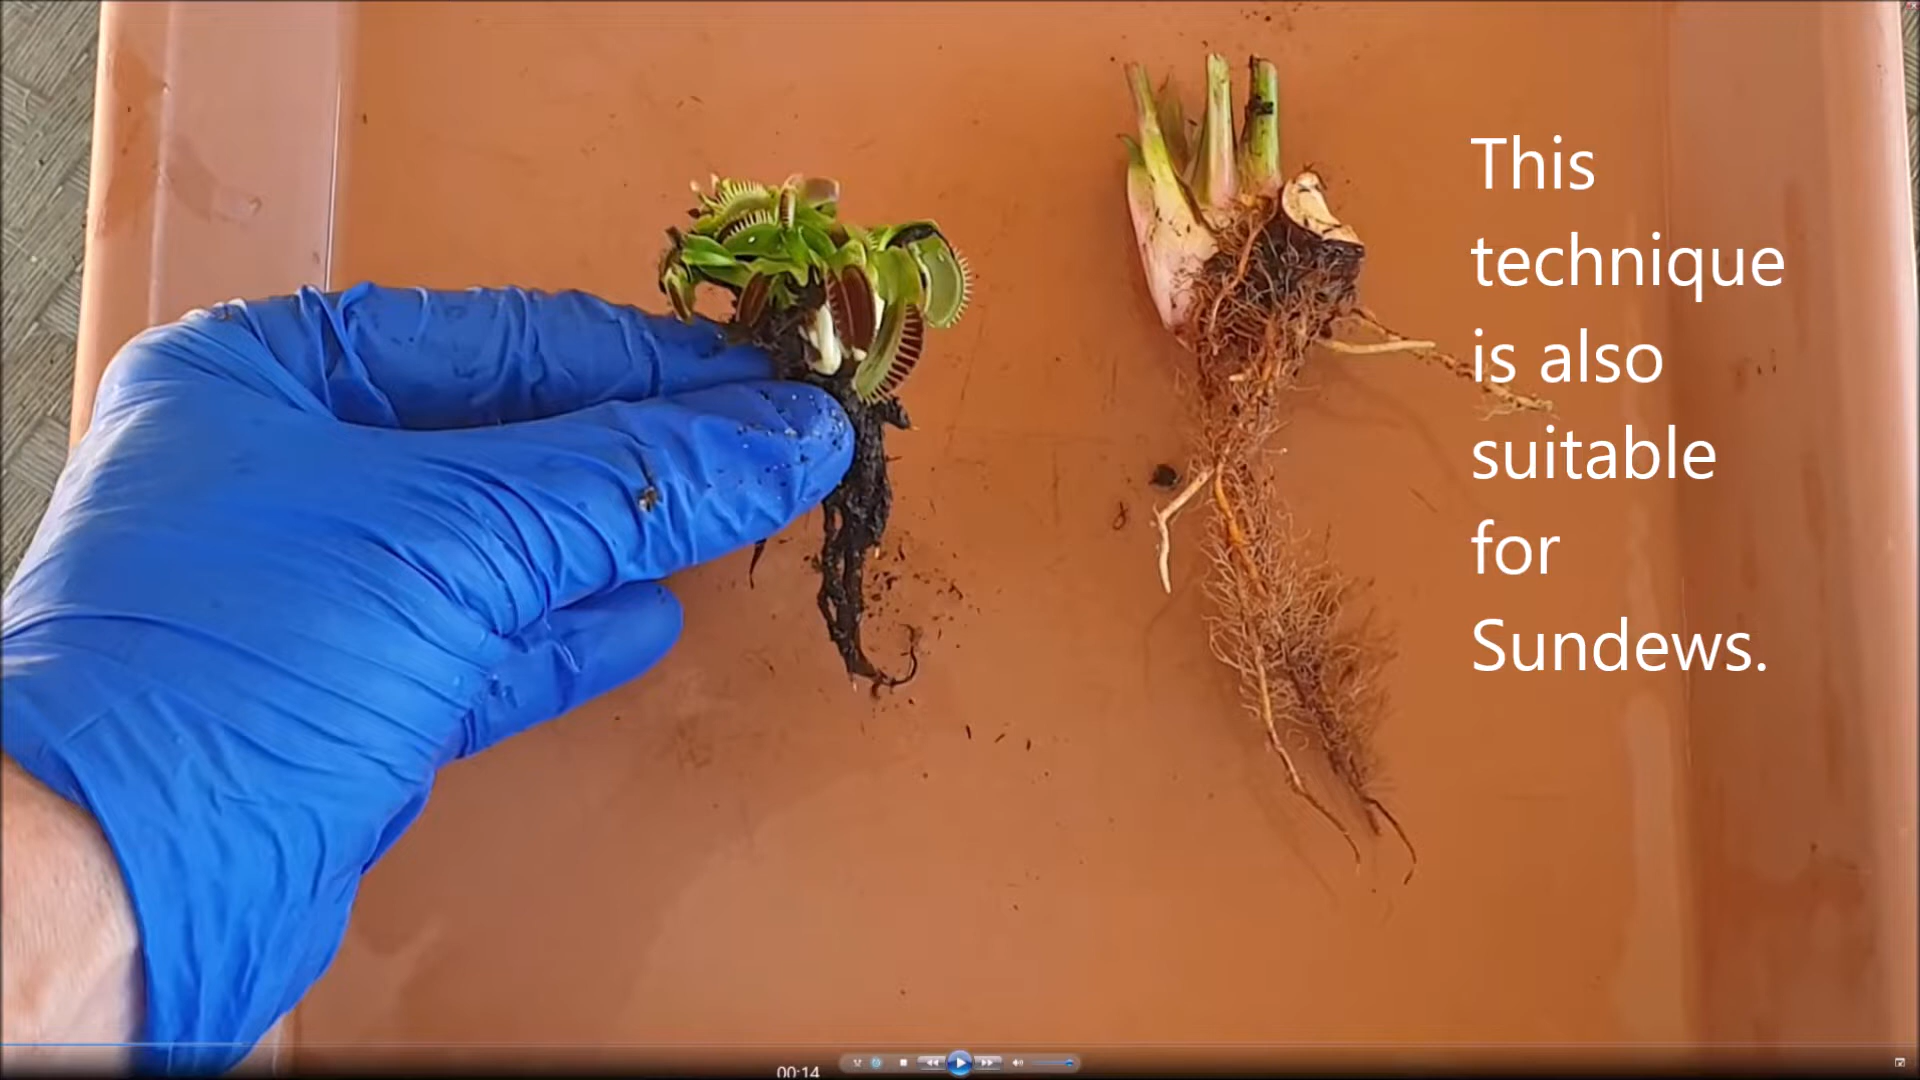 This
technique
is also
suitable
for
Sundews.
00:14